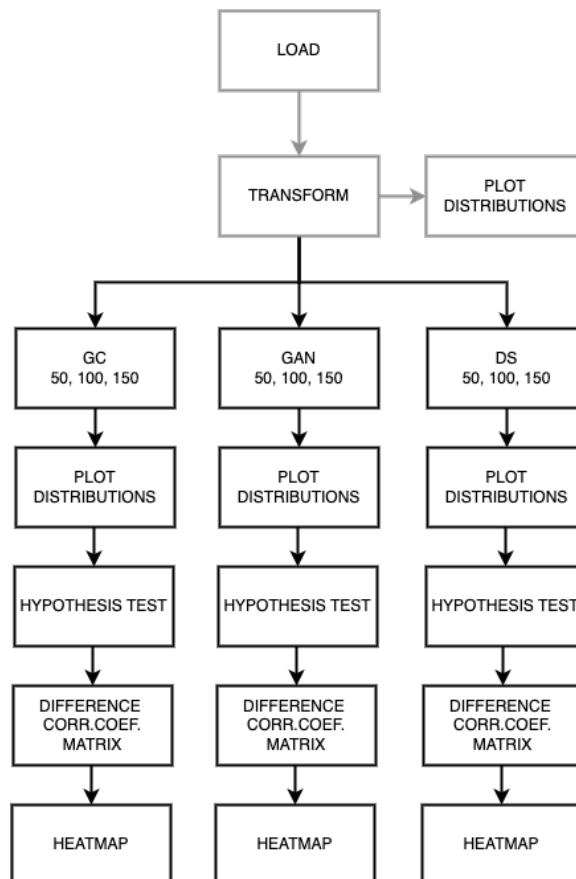 LOAD
TRANSFORM
PLOT
DISTRIBUTIONS
GC
50, 100, 150
GAN
50, 100, 150
DS
50, 100, 150
PLOT
DISTRIBUTIONS
PLOT
DISTRIBUTIONS
PLOT
DISTRIBUTIONS
HYPOTHESIS TEST
HYPOTHESIS TEST
HYPOTHESIS TEST
DIFFERENCE
CORR.COEF.
MATRIX
DIFFERENCE
CORR.COEF.
MATRIX
DIFFERENCE
CORR.COEF.
MATRIX
HEATMAP
HEATMAP
HEATMAP